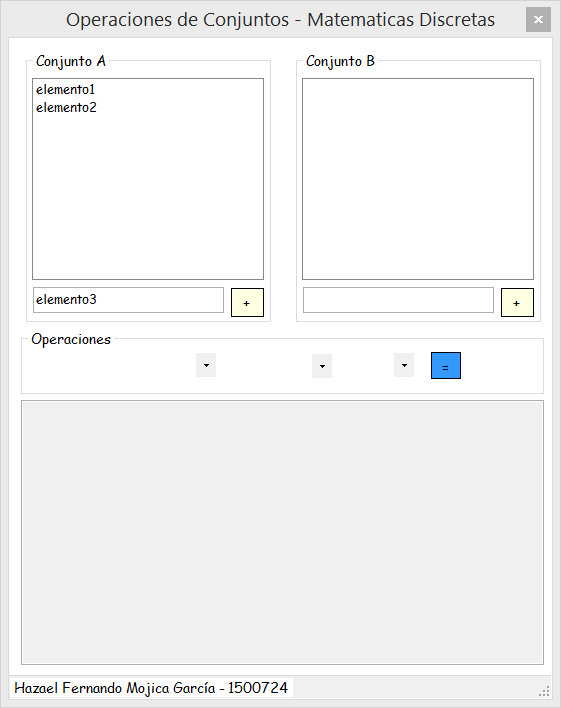 Operaciones de Conjuntos - Matematicas Discretas
Conjunto A
Conjunto B
elemento1
elemento2
elemento3
+
+
Operaciones
=
Hazael Fernando Mojica García - 1500724